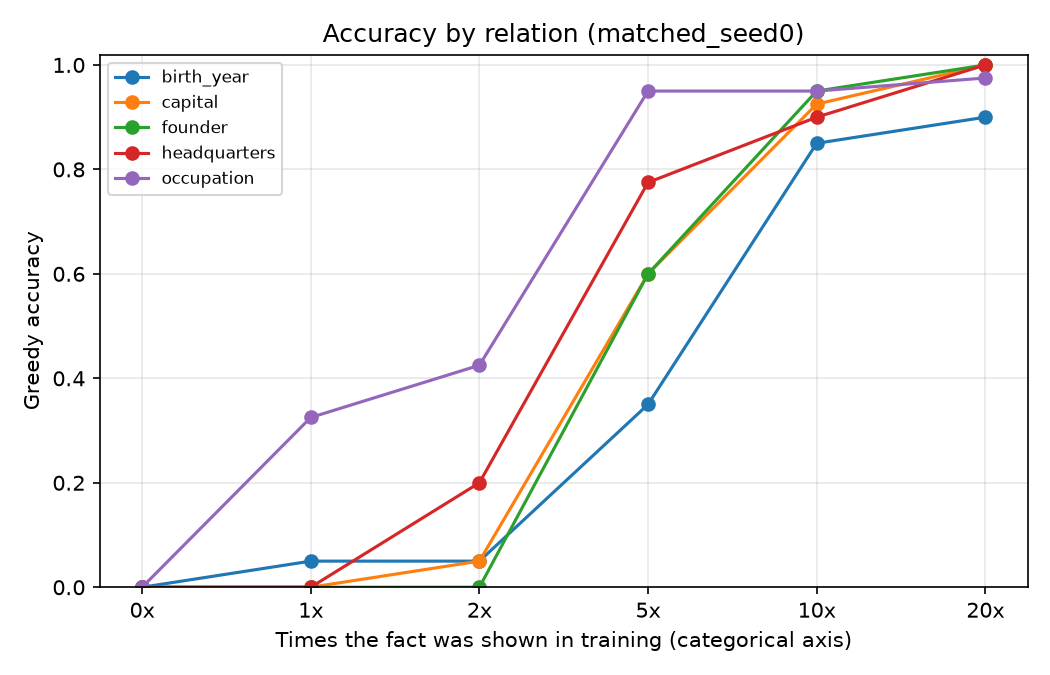 Accuracy by relation (matched_seed0)
birth_year
capital
founder
headquarters
occupation
Greedy accuracy
1.0
0.8
0.6
0.4
0.2
0.0
0x 1x 2x 5x 10x 20x
Times the fact was shown in training (categorical axis)